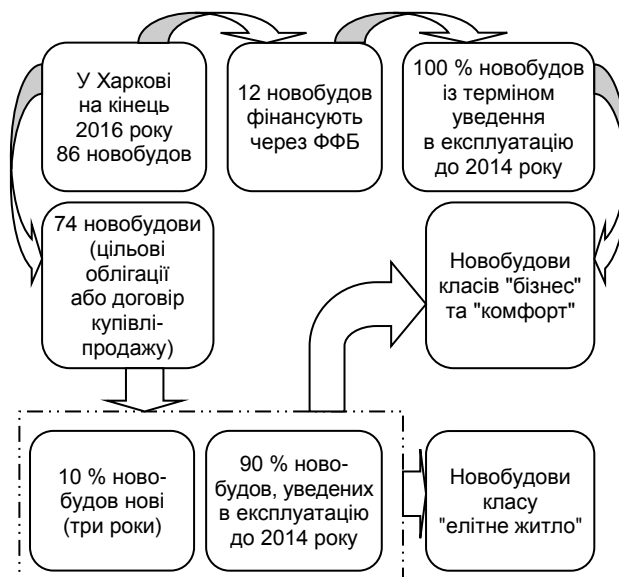 У Харкові
на кінець
2016 року
86 новобудов
12 новобудов
фінансують
через ФФБ
100 % новобудов
із терміном
уведення
в експлуатацію
до 2014 року
74 новобудови
(цільові
облігації
або договір
купівлі-
продажу)
Новобудови
класів "бізнес"
та "комфорт"
10 % ново-
будов нові
(три роки)
90 % ново-
будов, уведених
в експлуатацію
до 2014 року
Новобудови
класу
"елітне житло"